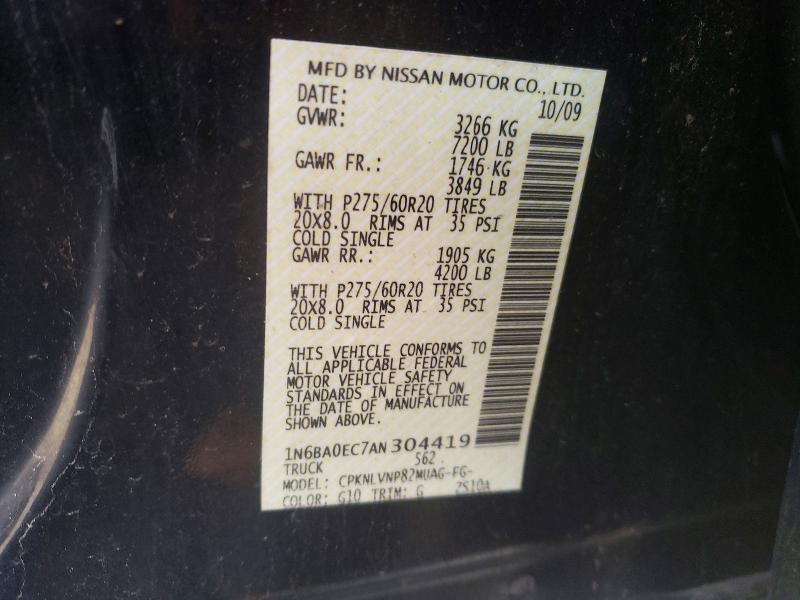 MFD BY NISSAN MOTOR CO., LTD.
DATE: 10/09
GVWR: 3266 KG
7200 LB
GAWR FR.: 1746 KG
3849 LB
WITH P275/60R20 TIRES
20X8.0 RIMS AT 35 PSI
COLD SINGLE
GAWR RR.: 1905 KG
4200 LB
WITH P275/60R20 TIRES
20X8.0 RIMS AT 35 PSI
COLD SINGLE
THIS VEHICLE CONFORMS TO
ALL APPLICABLE FEDERAL
MOTOR VEHICLE SAFETY
STANDARDS IN EFFECT ON
THE DATE OF MANUFACTURE
SHOWN ABOVE.
1N6BA0EC7AN 304419
TRUCK 562
MODEL: CPKNLVNP82MUAG-FG-
COLOR: G10 TRIM: G ZS10A